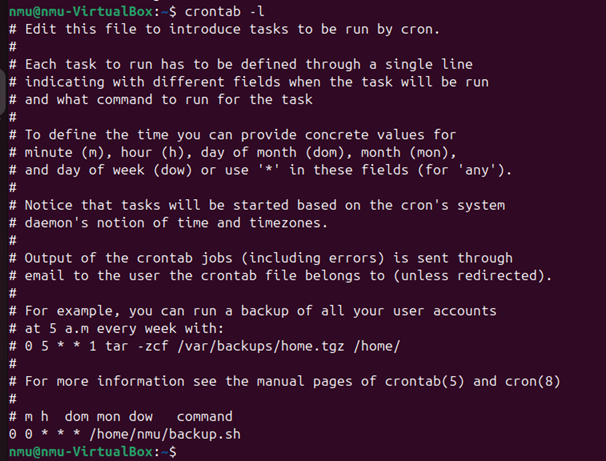 nmu@nmu-VirtualBox:~$ crontab -l
# Edit this file to introduce tasks to be run by cron.
#
# Each task to run has to be defined through a single line
# indicating with different fields when the task will be run
# and what command to run for the task
#
# To define the time you can provide concrete values for
# minute (m), hour (h), day of month (dom), month (mon),
# and day of week (dow) or use '*' in these fields (for 'any').
#
# Notice that tasks will be started based on the cron's system
# daemon's notion of time and timezones.
#
# Output of the crontab jobs (including errors) is sent through
# email to the user the crontab file belongs to (unless redirected).
#
# For example, you can run a backup of all your user accounts
# at 5 a.m every week with:
# 0 5 * * 1 tar -zcf /var/backups/home.tgz /home/
#
# For more information see the manual pages of crontab(5) and cron(8)
#
# m h  dom mon dow   command
0 0 * * * /home/nmu/backup.sh
nmu@nmu-VirtualBox:~$